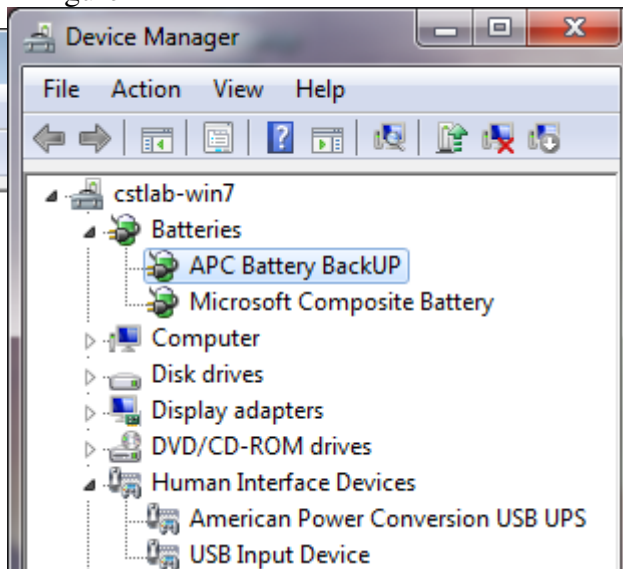 Device Manager
File Action View Help
cstlab-win7
Batteries
APC Battery BackUP
Microsoft Composite Battery
Computer
Disk drives
Display adapters
DVD/CD-ROM drives
Human Interface Devices
American Power Conversion USB UPS
USB Input Device